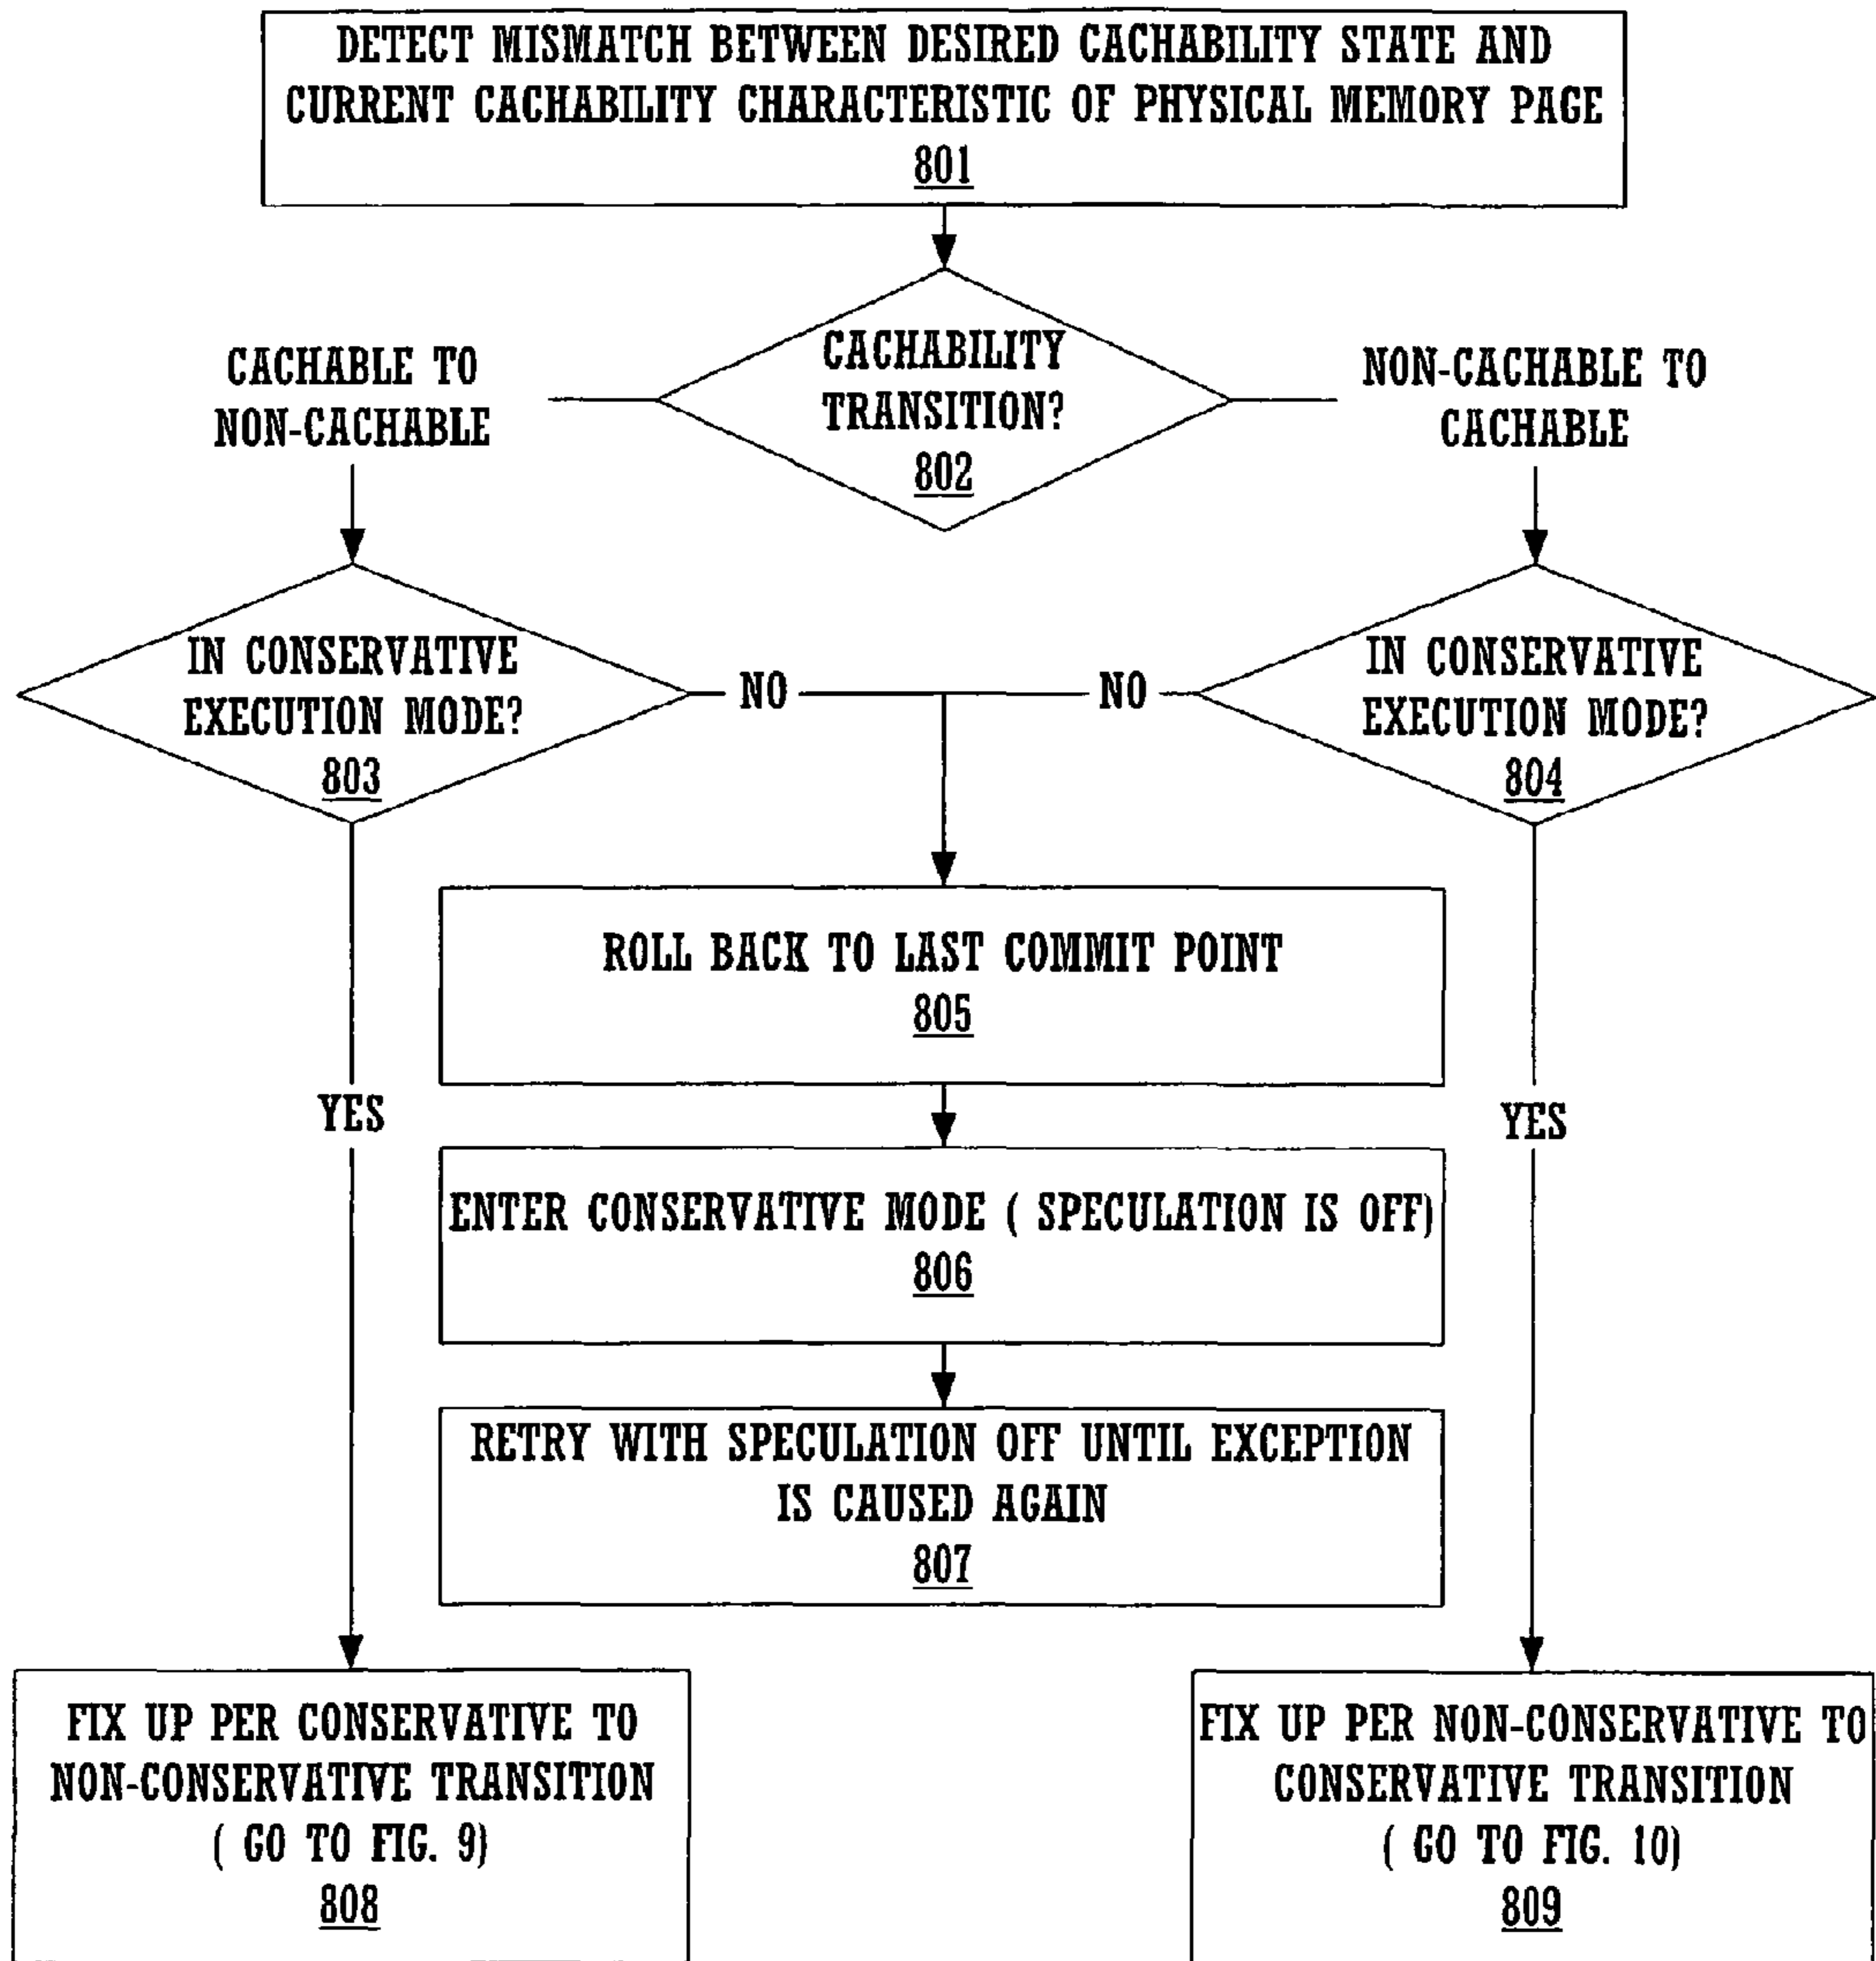 DETECT MISMATCH BETWEEN DESIRED CACHABILITY STATE AND
CURRENT CACHABILITY CHARACTERISTIC OF PHYSICAL MEMORY PAGE
801
CACHABILITY
TRANSITION?
802
CACHABLE TO
NON-CACHABLE
NON-CACHABLE TO
CACHABLE
IN CONSERVATIVE
EXECUTION MODE?
803
NO
NO
IN CONSERVATIVE
EXECUTION MODE?
804
ROLL BACK TO LAST COMMIT POINT
805
YES
YES
ENTER CONSERVATIVE MODE ( SPECULATION IS OFF)
806
RETRY WITH SPECULATION OFF UNTIL EXCEPTION
IS CAUSED AGAIN
807
FIX UP PER CONSERVATIVE TO
NON-CONSERVATIVE TRANSITION
( GO TO FIG. 9)
808
FIX UP PER NON-CONSERVATIVE TO
CONSERVATIVE TRANSITION
( GO TO FIG. 10)
809